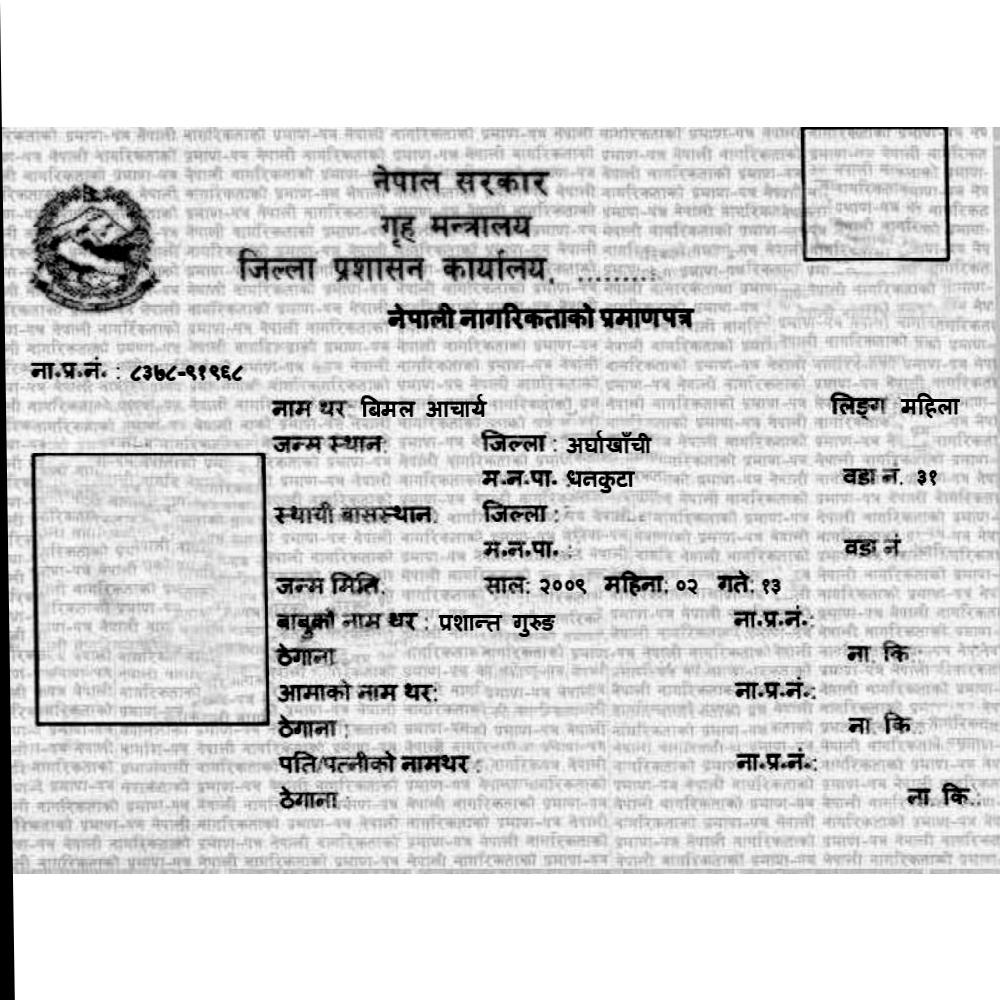 नेपाल सरकार
गृह मन्त्रालय
जिल्ला प्रशासन कार्यालय, .........
नेपाली नागरिकताको प्रमाणपत्र
ना.प्र.नं. : ८३७८-९१९६८
नाम थर: बिमल आचार्य लिङ्ग महिला
जन्म स्थान: जिल्ला : अर्घाखाँची
म.न.पा. धनकुटा वडा नं. ३१
स्थायी बासस्थान: जिल्ला :
म.न.पा. : वडा नं
जन्म मिति: साल: २००९ महिना: ०२ गते: १३
बाबुको नाम थर : प्रशान्त गुरुङ ना.प्र.नं.:
ठेगाना ना. कि.:
आमाको नाम थर: ना.प्र.नं.:
ठेगाना : ना. कि.
पति/पत्नीको नामथर : ना.प्र.नं.:
ठेगाना : ना. कि.: